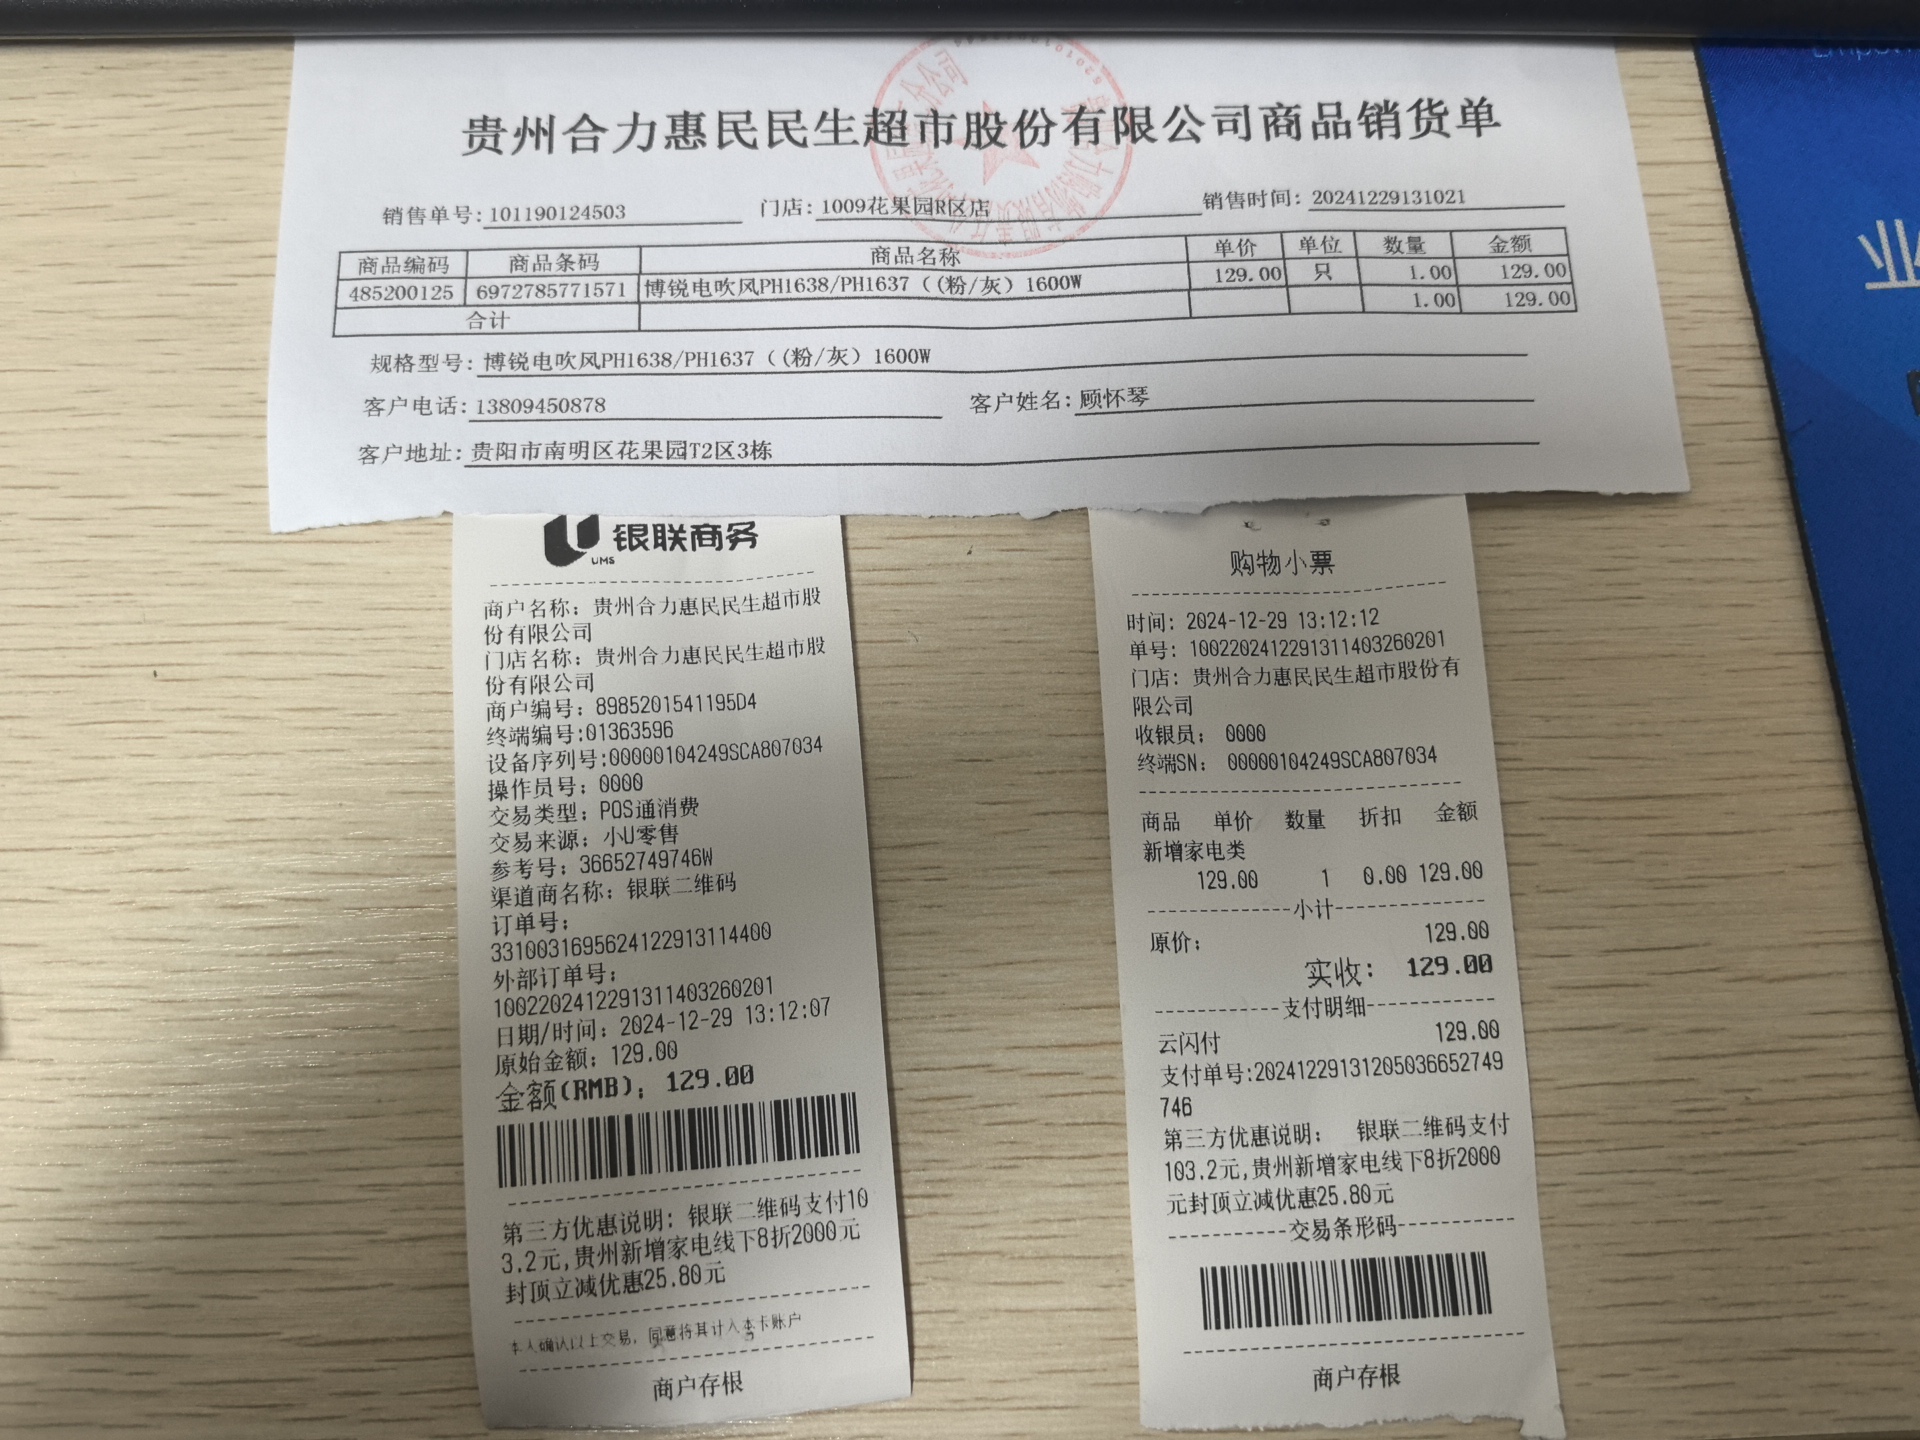 贵州合力惠民民生超市股份有限公司商品销货单
销售单号:101190124503 门店:1009花果园R区店 销售时间:20241229131021
商品编码 商品条码 商品名称 单价 单位 数量 金额
485200125 6972785771571 博锐电吹风PH1638/PH1637（(粉/灰）1600W 129.00 只 1.00 129.00
合计 1.00 129.00
规格型号:博锐电吹风PH1638/PH1637（(粉/灰）1600W
客户电话:13809450878 客户姓名:顾怀琴
客户地址:贵阳市南明区花果园T2区3栋
银联商务
UMS
商户名称：贵州合力惠民民生超市股
份有限公司
门店名称：贵州合力惠民民生超市股
份有限公司
商户编号：8985201541195D4
终端编号:01363596
设备序列号:00000104249SCA807034
操作员号：0000
交易类型：POS通消费
交易来源：小U零售
参考号：36652749746W
渠道商名称：银联二维码
订单号：
3310031695624122913114400
外部订单号：
10022024122913114032​60201
日期/时间：2024-12-29 13:12:07
原始金额：129.00
金额(RMB)：129.00
第三方优惠说明：银联二维码支付10
3.2元,贵州新增家电线下8折2000元
封顶立减优惠25.80元
本人确认以上交易，同意将其计入本卡账户
商户存根
购物小票
时间：2024-12-29 13:12:12
单号：1002202412291311403260201
门店：贵州合力惠民民生超市股份有
限公司
收银员： 0000
终端SN： 00000104249SCA807034
商品 单价 数量 折扣 金额
新增家电类
129.00 1 0.00 129.00
小计
原价： 129.00
实收： 129.00
支付明细
云闪付 129.00
支付单号:20241229131205036652749
746
第三方优惠说明： 银联二维码支付
103.2元,贵州新增家电线下8折2000
元封顶立减优惠25.80元
交易条形码
商户存根